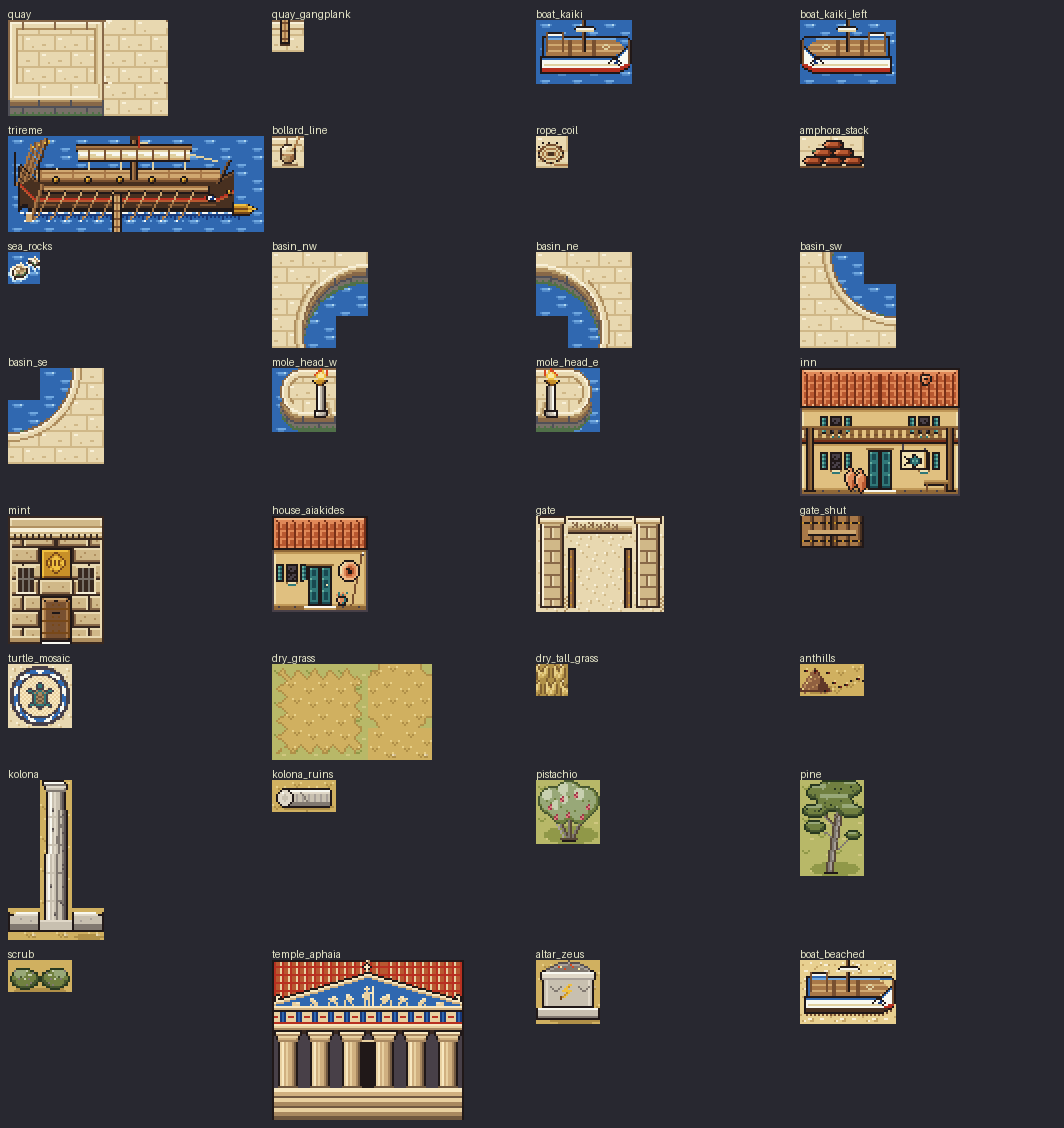 quay
quay_gangplank
boat_kaiki
boat_kaiki_left
trireme
bollard_line
rope_coil
amphora_stack
sea_rocks
basin_nw
basin_ne
basin_sw
basin_se
mole_head_w
mole_head_e
inn
mint
house_aiakides
gate
gate_shut
turtle_mosaic
dry_grass
dry_tall_grass
anthills
kolona
kolona_ruins
pistachio
pine
scrub
temple_aphaia
altar_zeus
boat_beached